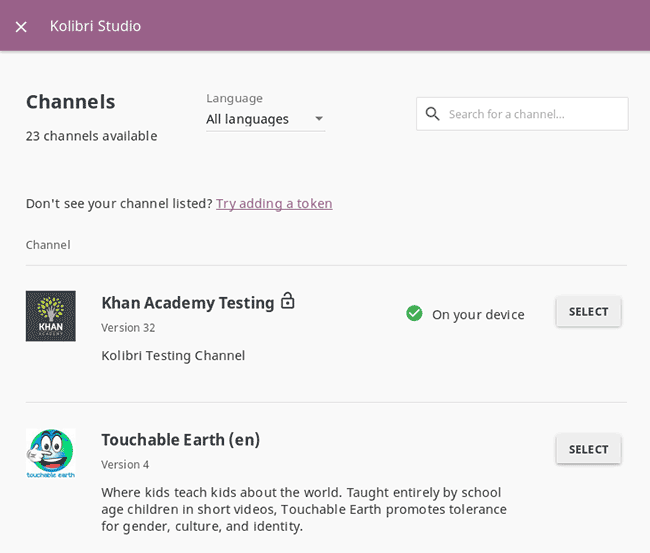 Kolibri Studio
Channels
23 channels available
Language
All languages
Search for a channel...
Don't see your channel listed? Try adding a token
Channel
KHAN
ACADEMY
Khan Academy Testing
Version 32
Kolibri Testing Channel
On your device
SELECT
touchable earth
Touchable Earth (en)
Version 4
Where kids teach kids about the world. Taught entirely by school
age children in short videos, Touchable Earth promotes tolerance
for gender, culture, and identity.
SELECT